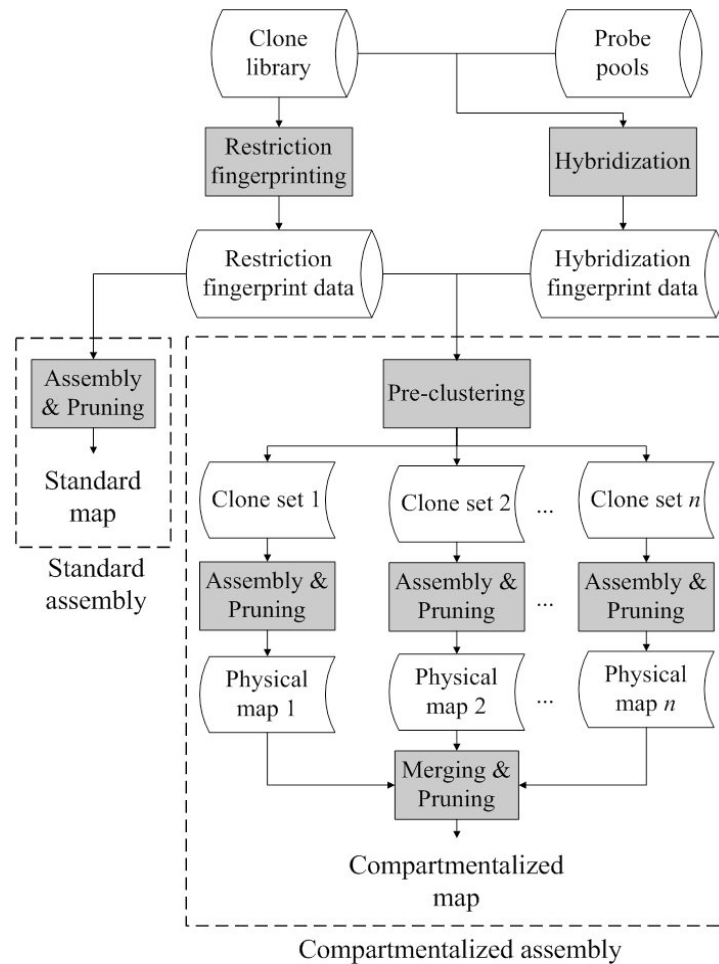 Clone
library
Probe
pools
Restriction
fingerprinting
Hybridization
Restriction
fingerprint data
Hybridization
fingerprint data
Assembly
& Pruning
Standard
map
Standard
assembly
Pre-clustering
Clone set 1
Clone set 2
...
Clone set n
Assembly &
Pruning
Assembly &
Pruning
...
Assembly &
Pruning
Physical
map 1
Physical
map 2
...
Physical
map n
Merging &
Pruning
Compartmentalized
map
Compartmentalized assembly